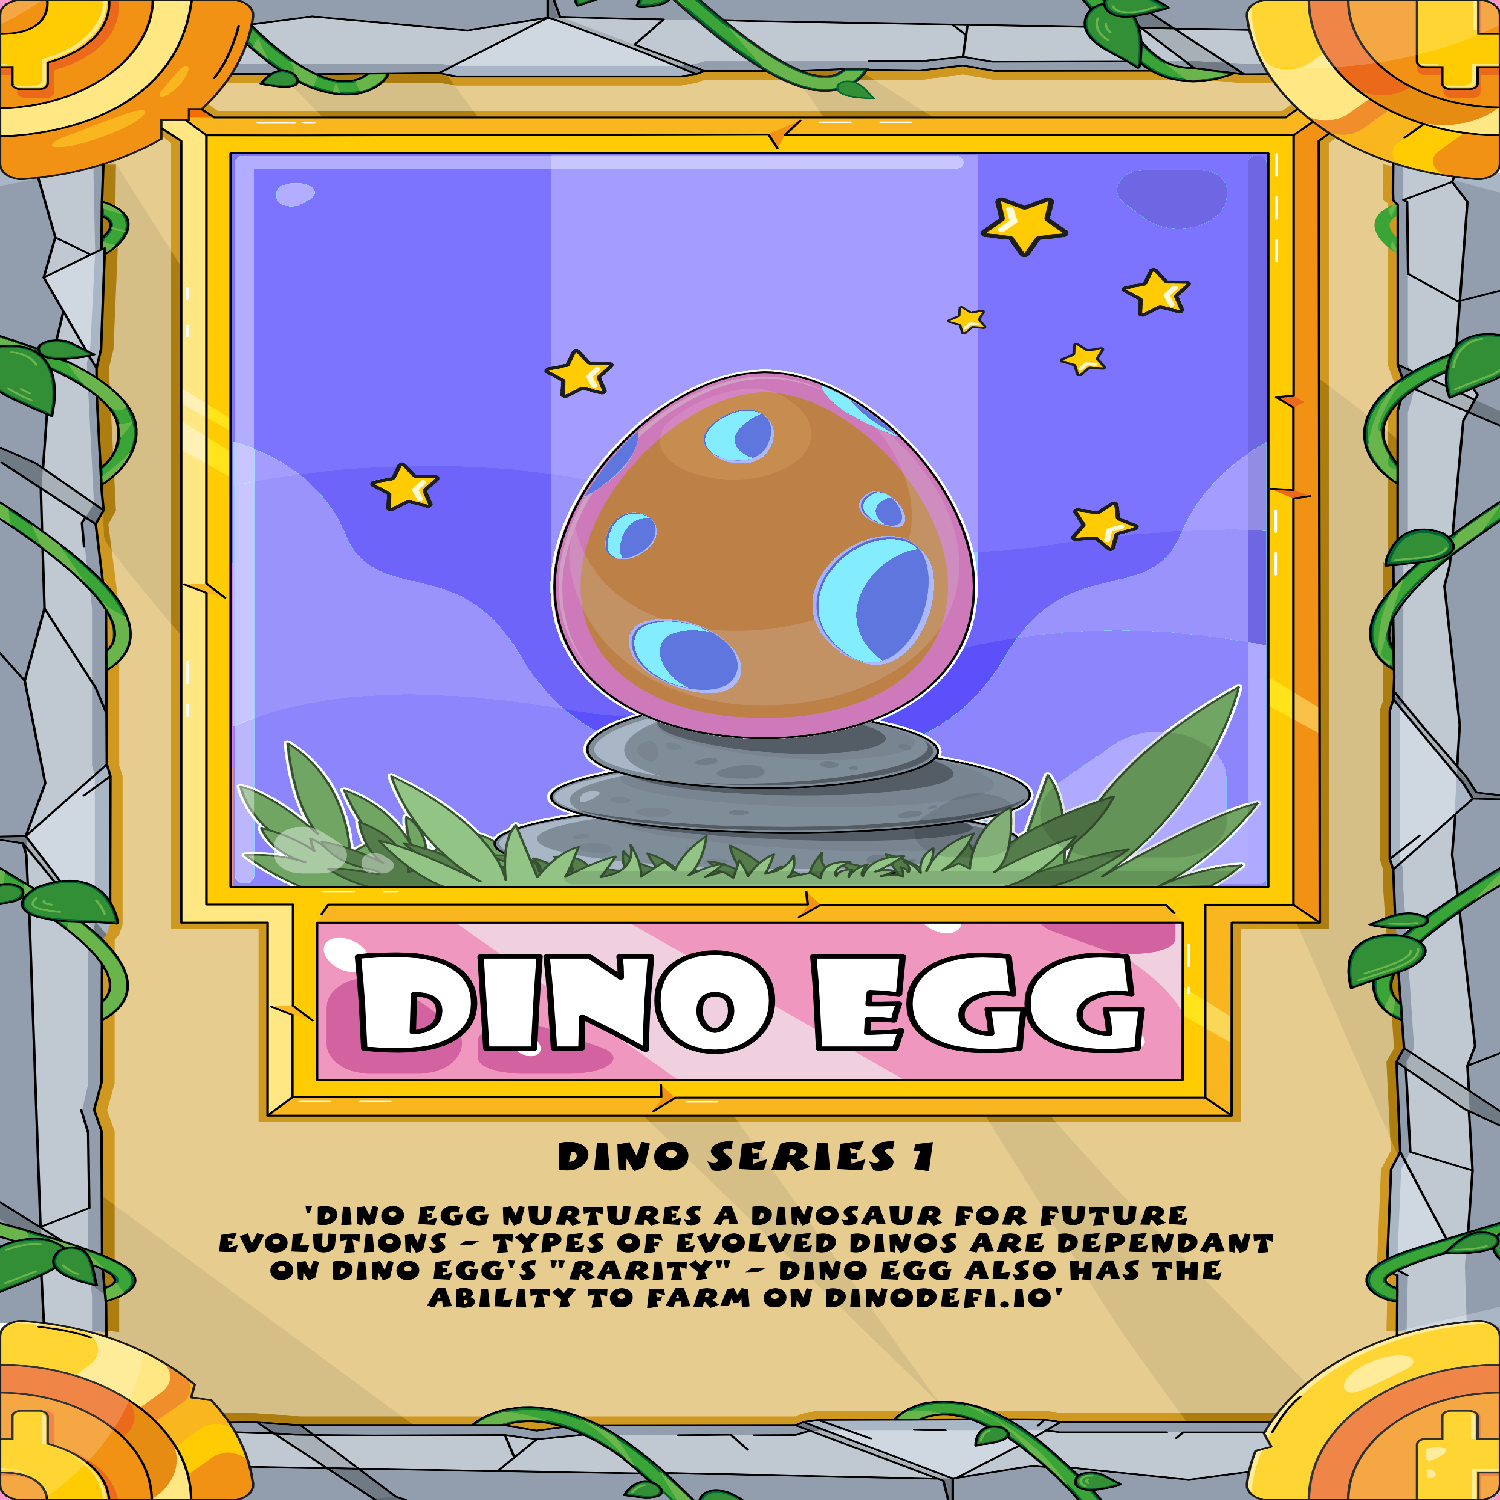 DINO EGG
DINO SERIES 1
'DINO EGG NURTURES A DINOSAUR FOR FUTURE
EVOLUTIONS - TYPES OF EVOLVED DINOS ARE DEPENDANT
ON DINO EGG'S "RARITY" - DINO EGG ALSO HAS THE
ABILITY TO FARM ON DINODEFI.IO'